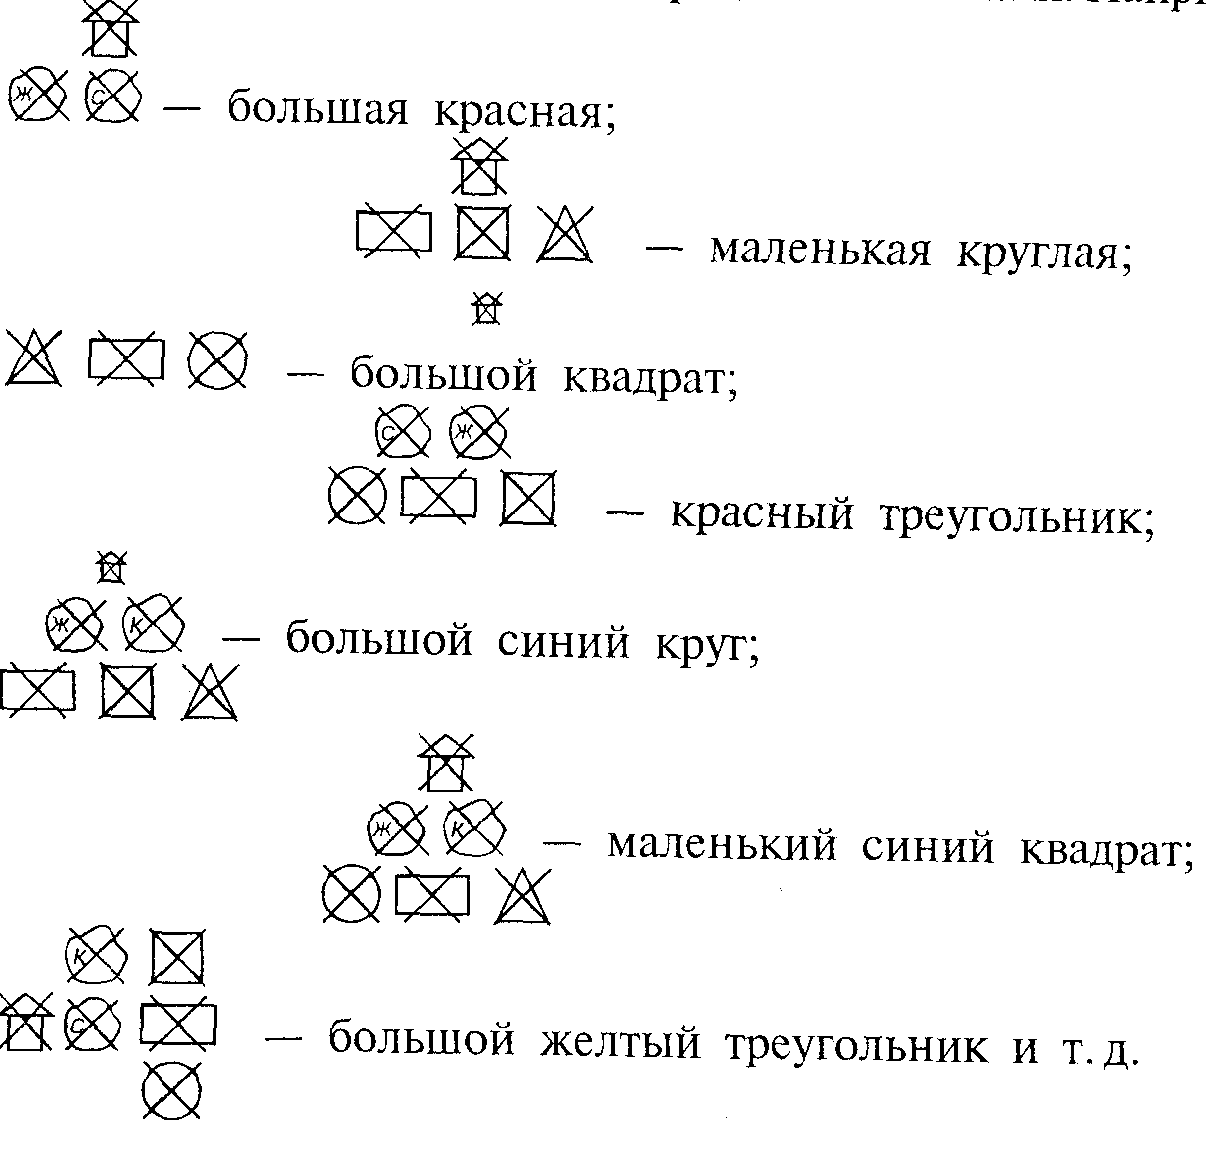 ж с — большая красная;
— маленькая круглая;
— большой квадрат;
с ж
— красный треугольник;
ж к — большой синий круг;
ж к — маленький синий квадрат;
к
с — большой желтый треугольник и т. д.